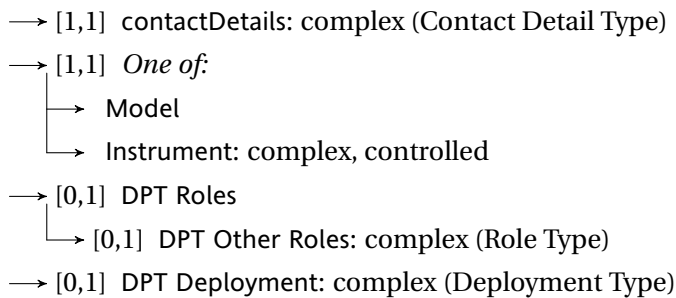 [1,1] contactDetails: complex (Contact Detail Type)
[1,1] One of:
Model
Instrument: complex, controlled
[0,1] DPT Roles
[0,1] DPT Other Roles: complex (Role Type)
[0,1] DPT Deployment: complex (Deployment Type)